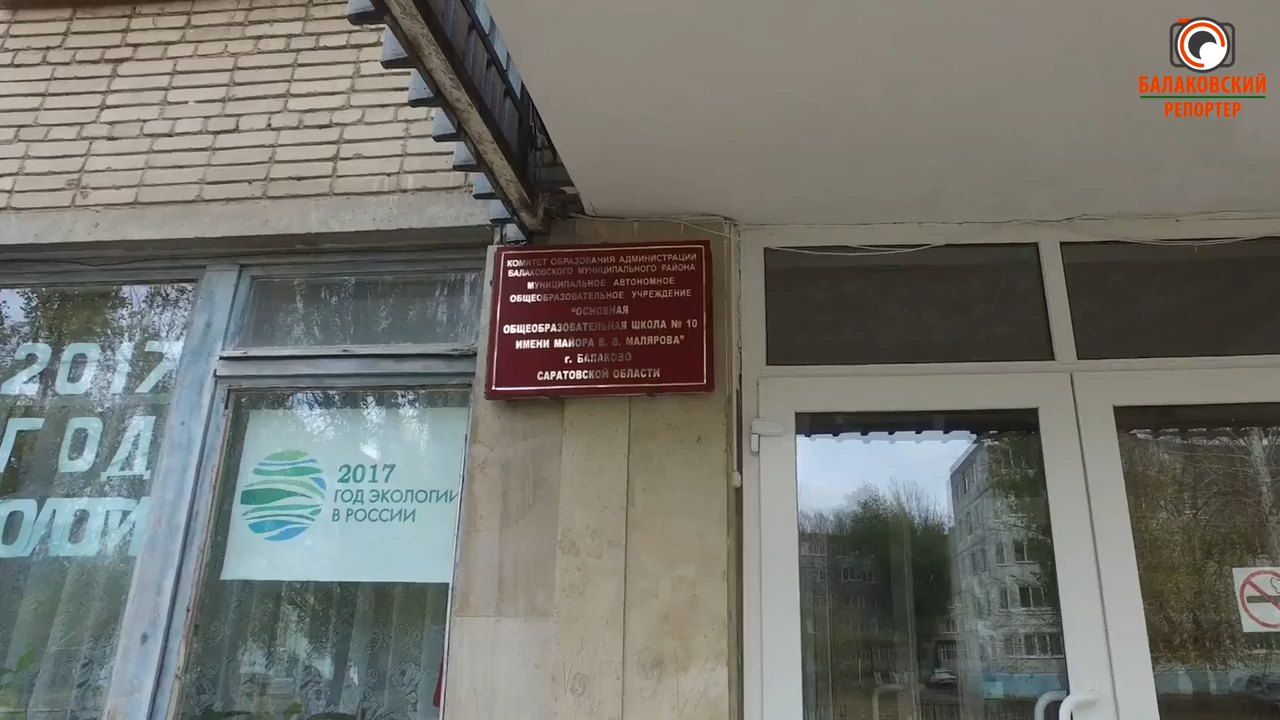 БАЛАКОВСКИЙ
РЕПОРТЕР
КОМИТЕТ ОБРАЗОВАНИЯ АДМИНИСТРАЦИИ
БАЛАКОВСКОГО МУНИЦИПАЛЬНОГО РАЙОНА
МУНИЦИПАЛЬНОЕ АВТОНОМНОЕ
ОБЩЕОБРАЗОВАТЕЛЬНОЕ УЧРЕЖДЕНИЕ
"ОСНОВНАЯ
ОБЩЕОБРАЗОВАТЕЛЬНАЯ ШКОЛА № 10
ИМЕНИ МАЙОРА В. В. МАЛЯРОВА"
г. БАЛАКОВО
САРАТОВСКОЙ ОБЛАСТИ
2017
ГОД
2017
ГОД ЭКОЛОГИИ
В РОССИИ